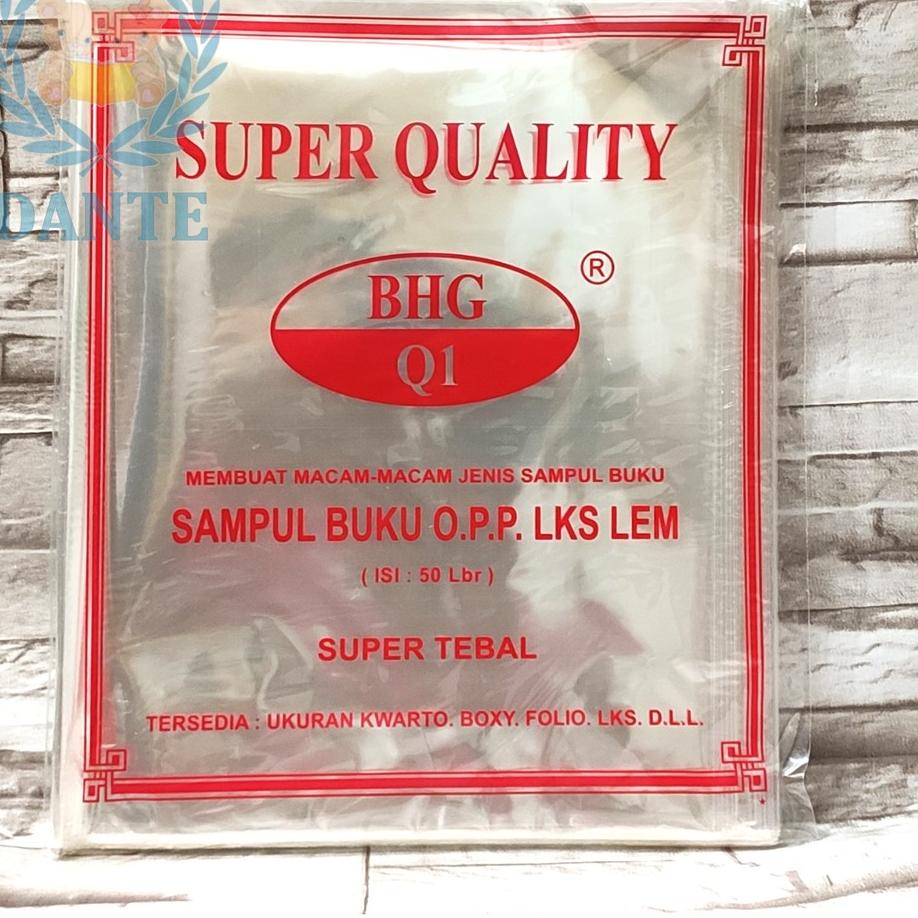 DANTE
SUPER QUALITY
®
BHG
Q1
MEMBUAT MACAM-MACAM JENIS SAMPUL BUKU
SAMPUL BUKU O.P.P. LKS LEM
( ISI : 50 Lbr )
SUPER TEBAL
TERSEDIA : UKURAN KWARTO. BOXY. FOLIO. LKS. D.L.L.